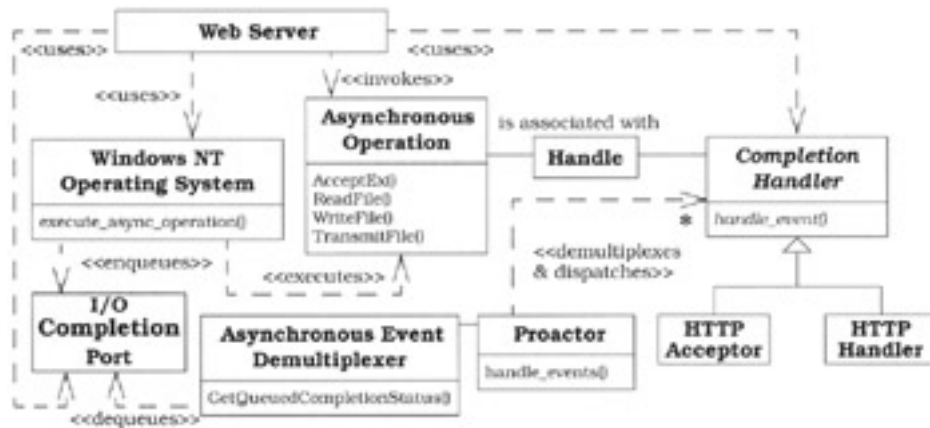 Web Server
<<uses>>
<<uses>>
<<invokes>>
<<uses>>
Asynchronous
Operation
is associated with
Windows NT
Operating System
Handle
Completion
Handler
AcceptEx()
ReadFile()
WriteFile()
TransmitFile()
execute_async_operation()
* handle_event()
<<enqueues>>
<<executes>>
<<demultiplexes
& dispatches>>
I/O
Completion
Port
Asynchronous Event
Demultiplexer
Proactor
HTTP
Acceptor
HTTP
Handler
GetQueuedCompletionStatus()
handle_events()
<<dequeues>>